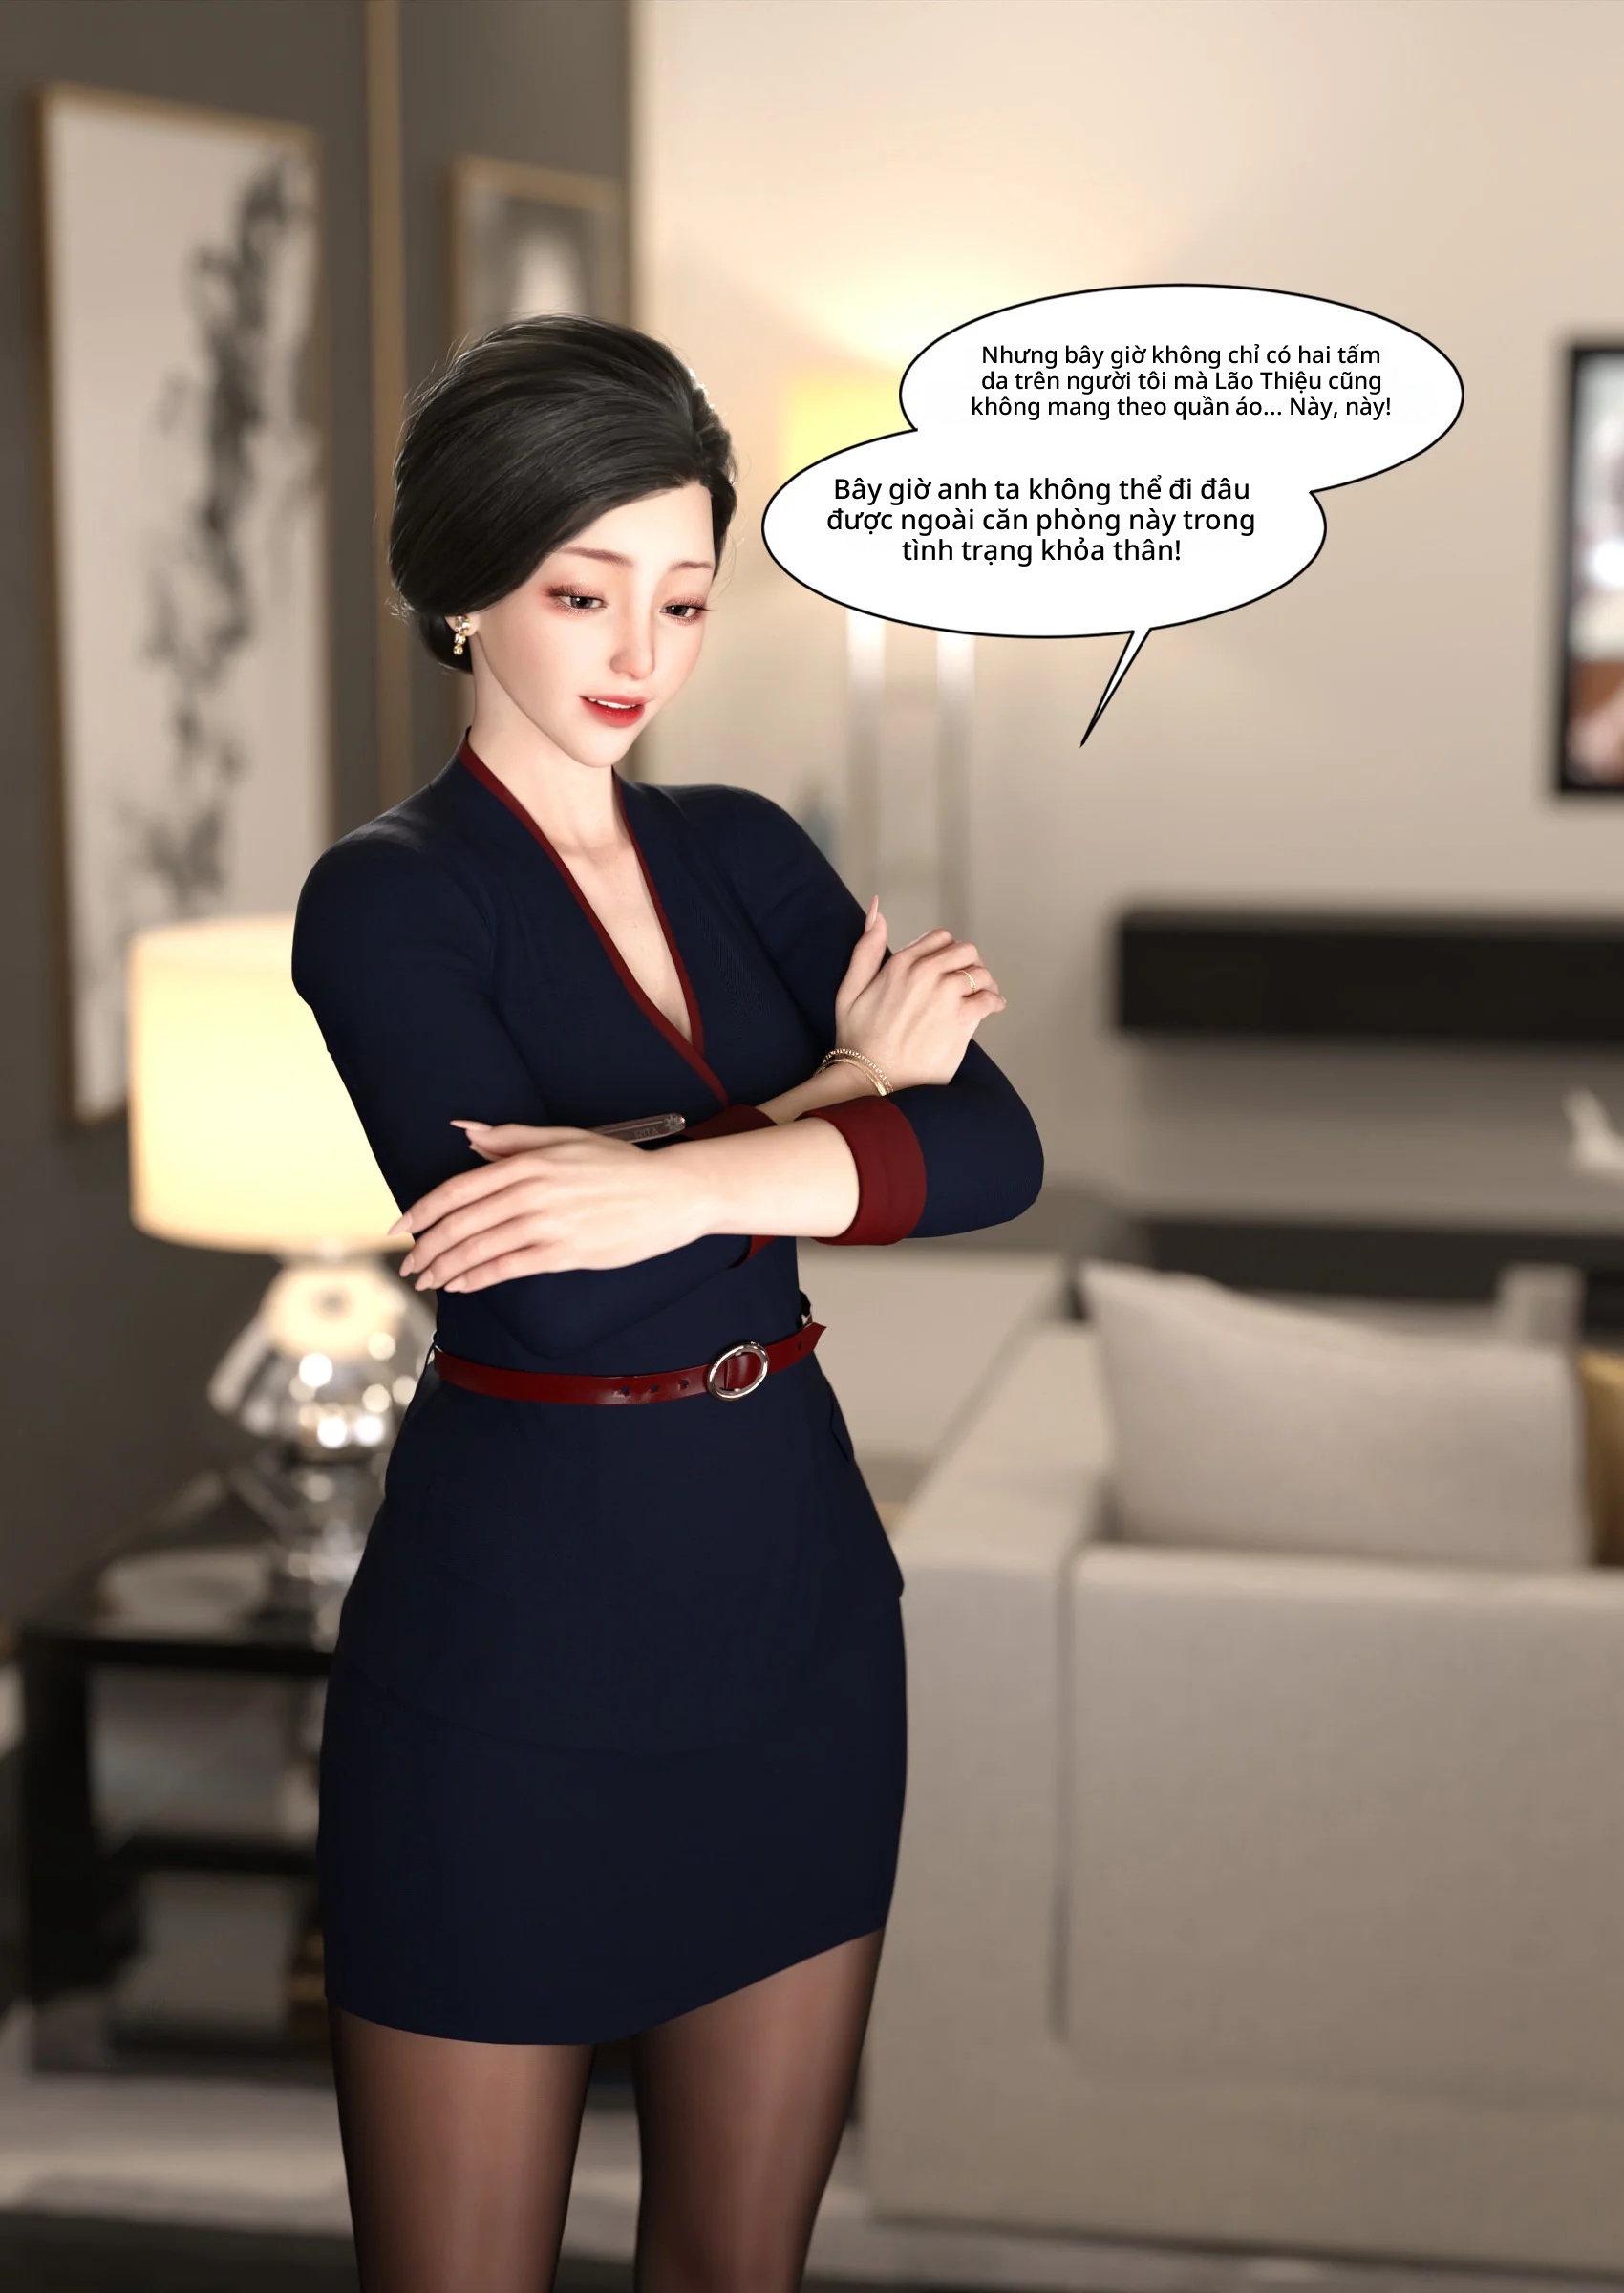 Nhưng bây giờ không chỉ có hai tấm
da trên người tôi mà Lão Thiệu cũng
không mang theo quần áo... Này, này!
Bây giờ anh ta không thể đi đâu
được ngoài căn phòng này trong
tình trạng khỏa thân!